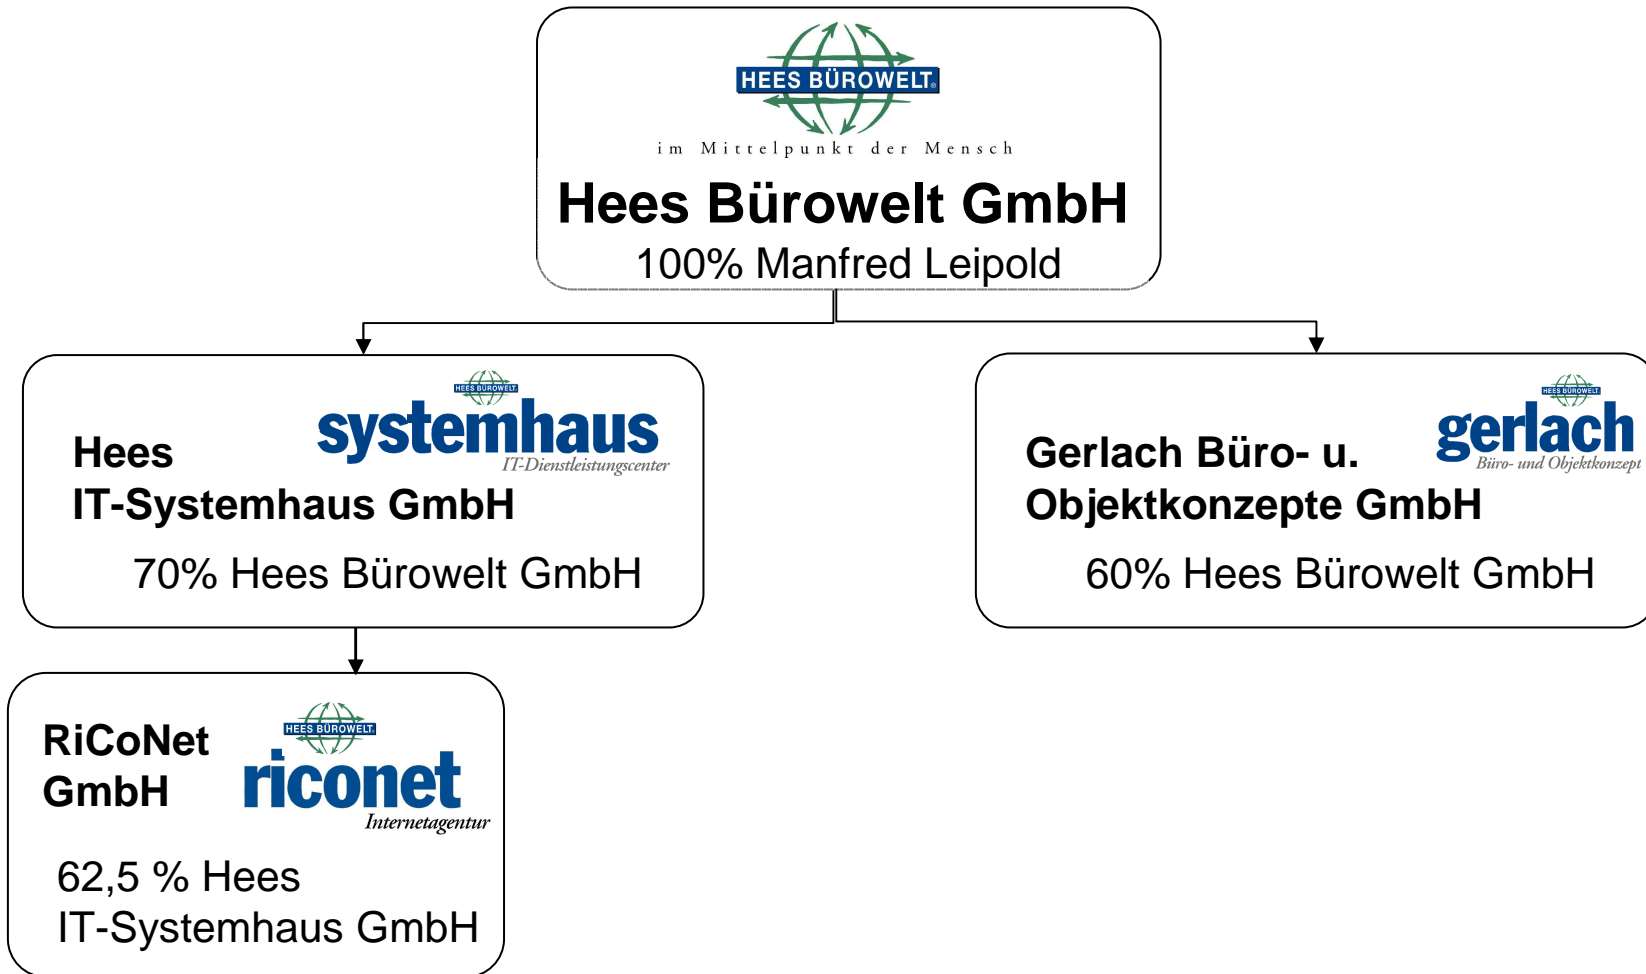 HEES BÜROWELT®
im Mittelpunkt der Mensch
Hees Bürowelt GmbH
100% Manfred Leipold
HEES BÜROWELT
systemhaus
IT-Dienstleistungscenter
Hees
IT-Systemhaus GmbH
70% Hees Bürowelt GmbH
HEES BÜROWELT
gerlach
Büro- und Objektkonzept
Gerlach Büro- u.
Objektkonzepte GmbH
60% Hees Bürowelt GmbH
HEES BÜROWELT
riconet
Internetagentur
RiCoNet
GmbH
62,5 % Hees
IT-Systemhaus GmbH